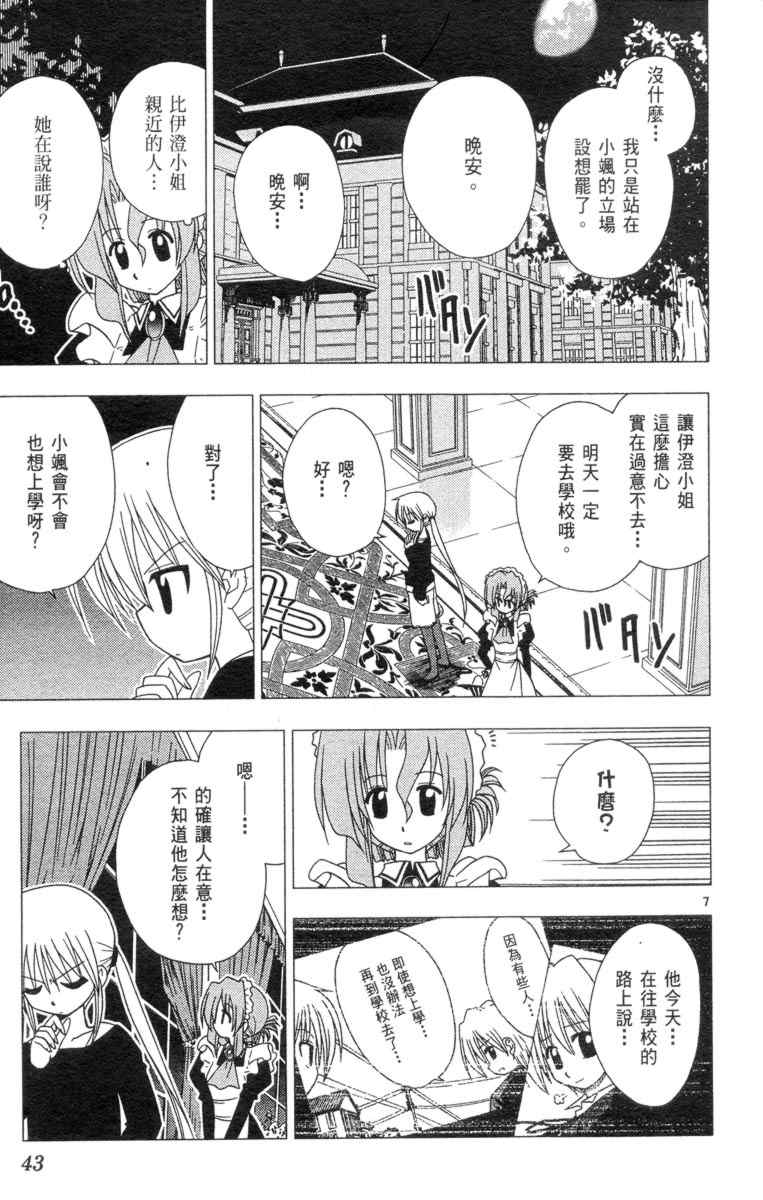 沒什麼…
我只是站在
小颯的立場
設想罷了。
晚安。
啊…
晚安…
バタン
比伊澄小姐
親近的人…
她在說誰呀？
讓伊澄小姐
這麼擔心
實在過意不去…
明天一定
要去學校哦。
嗯？
好…
バタン
對了…
小颯會不會
也想上學呀？
什麼？
嗯——…
的確讓人在意…
不知道他怎麼想？
7
他今天…
在往學校的
路上說…
因為有些人…
即使想上學…
也沒辦法
再到學校去了…
43